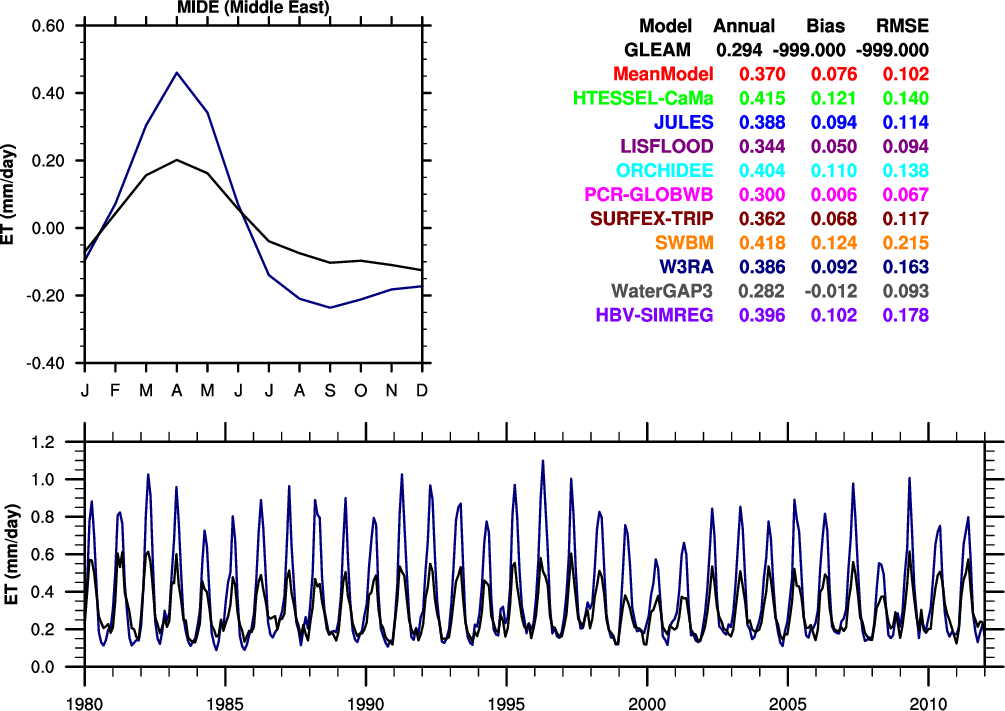 MIDE (Middle East)
0.60
0.40
0.20
0.00
-0.20
-0.40
ET (mm/day)
J F M A M J J A S O N D
Model Annual Bias RMSE
GLEAM 0.294 -999.000 -999.000
MeanModel 0.370 0.076 0.102
HTESSEL-CaMa 0.415 0.121 0.140
JULES 0.388 0.094 0.114
LISFLOOD 0.344 0.050 0.094
ORCHIDEE 0.404 0.110 0.138
PCR-GLOBWB 0.300 0.006 0.067
SURFEX-TRIP 0.362 0.068 0.117
SWBM 0.418 0.124 0.215
W3RA 0.386 0.092 0.163
WaterGAP3 0.282 -0.012 0.093
HBV-SIMREG 0.396 0.102 0.178
1.2
1.0
0.8
0.6
0.4
0.2
0.0
ET (mm/day)
1980 1985 1990 1995 2000 2005 2010